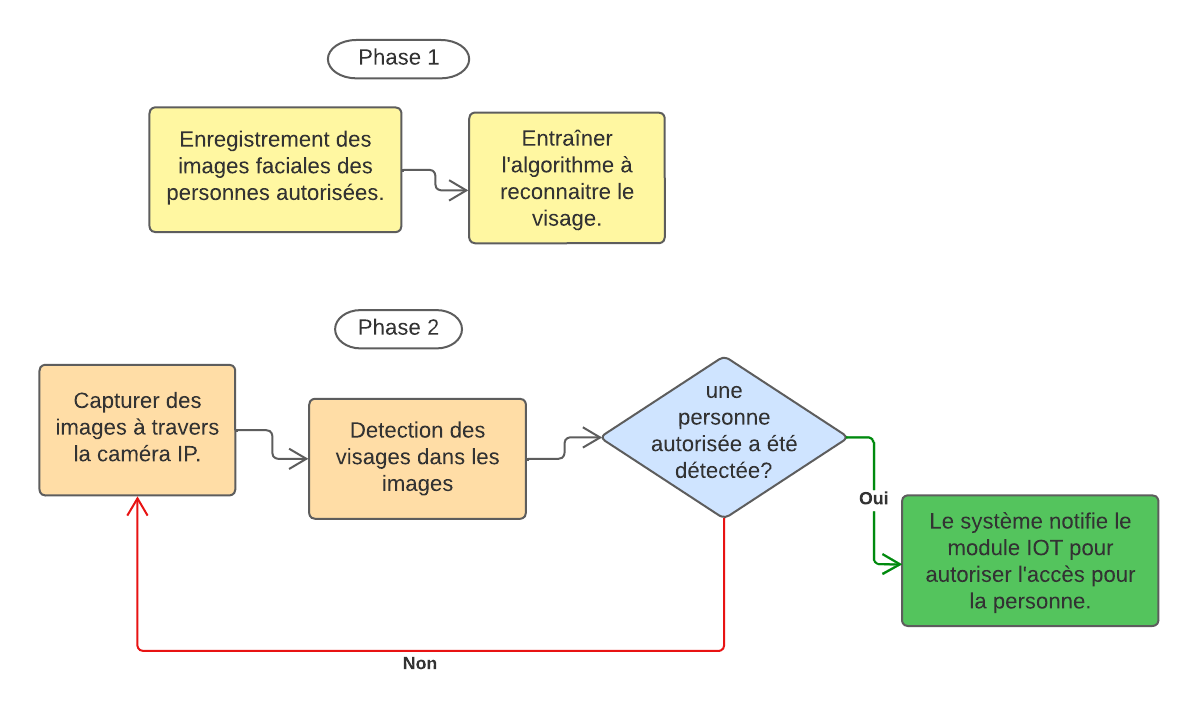 Phase 1
Enregistrement des
images faciales des
personnes autorisées.
Entraîner
l'algorithme à
reconnaitre le
visage.
Phase 2
Capturer des
images à travers
la caméra IP.
Detection des
visages dans les
images
une
personne
autorisée a été
détectée?
Oui
Le système notifie le
module IOT pour
autoriser l'accès pour
la personne.
Non